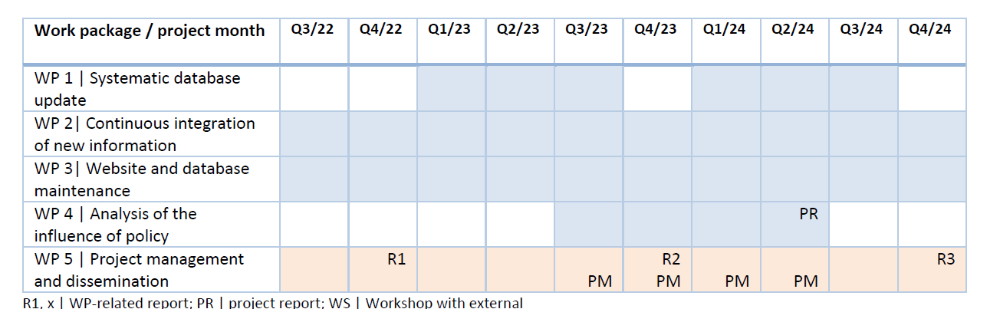 Work package / project month Q3/22 Q4/22 Q1/23 Q2/23 Q3/23 Q4/23 Q1/24 Q2/24 Q3/24 Q4/24
WP 1 | Systematic database
update
WP 2| Continuous integration
of new information
WP 3| Website and database
maintenance
WP 4 | Analysis of the PR
influence of policy
WP 5 | Project management R1 R2 R3
and dissemination PM PM PM PM
R1, x | WP-related report; PR | project report; WS | Workshop with external